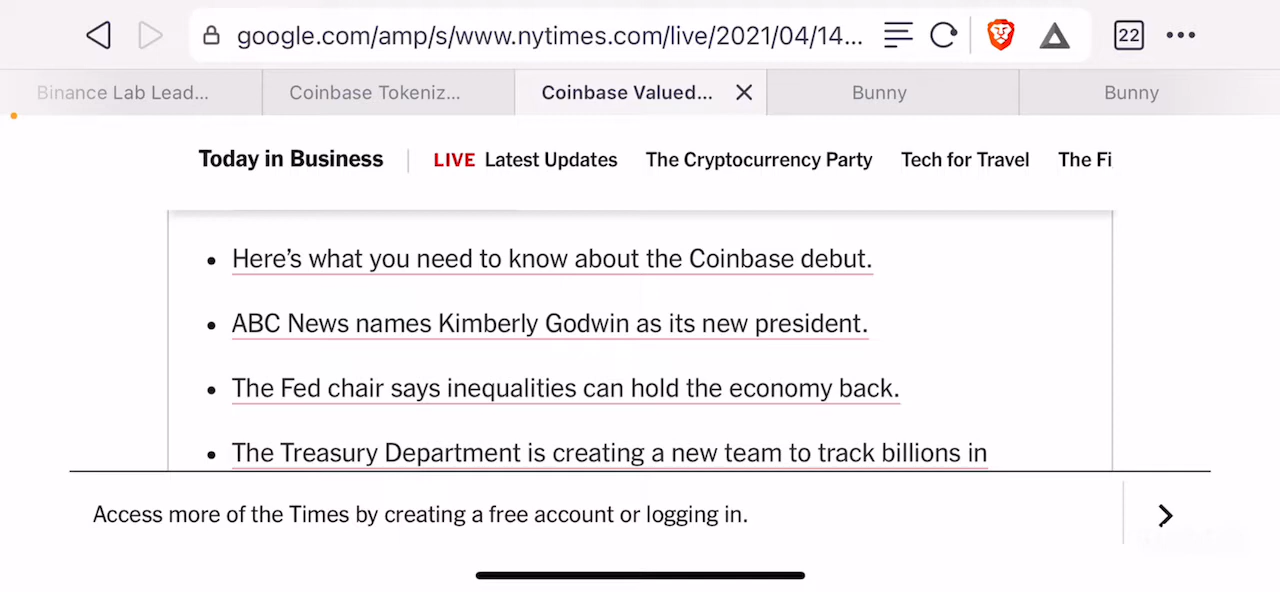 google.com/amp/s/www.nytimes.com/live/2021/04/14...
22
Binance Lab Lead...
Coinbase Tokeniz...
Coinbase Valued...
Bunny
Bunny
Today in Business
LIVE Latest Updates
The Cryptocurrency Party
Tech for Travel
The Fi
Here’s what you need to know about the Coinbase debut.
ABC News names Kimberly Godwin as its new president.
The Fed chair says inequalities can hold the economy back.
The Treasury Department is creating a new team to track billions in
Access more of the Times by creating a free account or logging in.